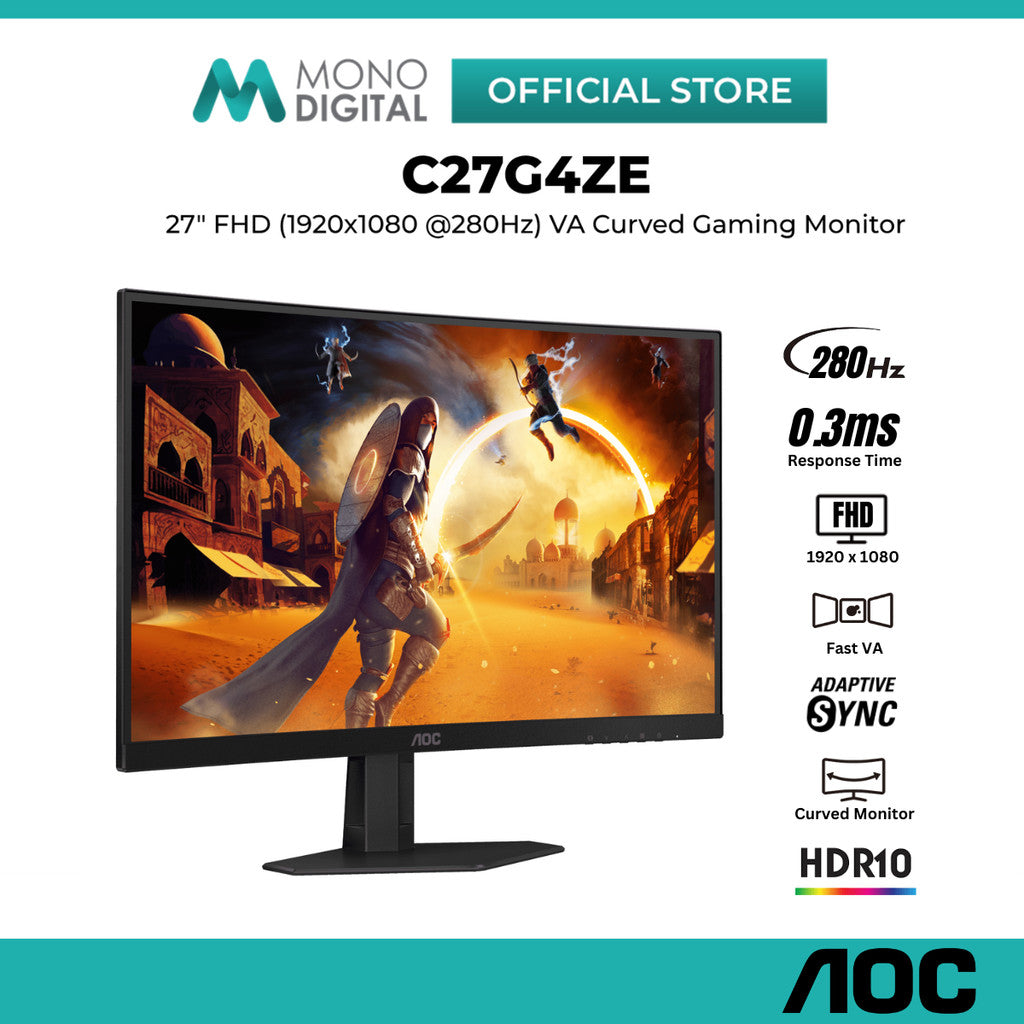 MONO
DIGITAL
OFFICIAL STORE
C27G4ZE
27" FHD (1920x1080 @280Hz) VA Curved Gaming Monitor
280Hz
0.3ms
Response Time
FHD
1920 x 1080
Fast VA
ADAPTIVE
SYNC
Curved Monitor
HDR10
AOC
AOC